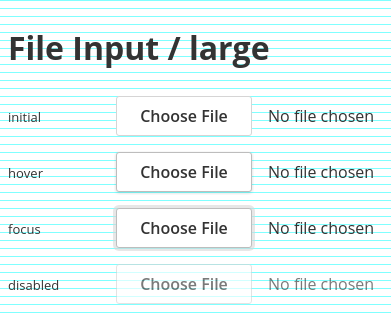 File Input / large
initial Choose File No file chosen
hover Choose File No file chosen
focus Choose File No file chosen
disabled Choose File No file chosen